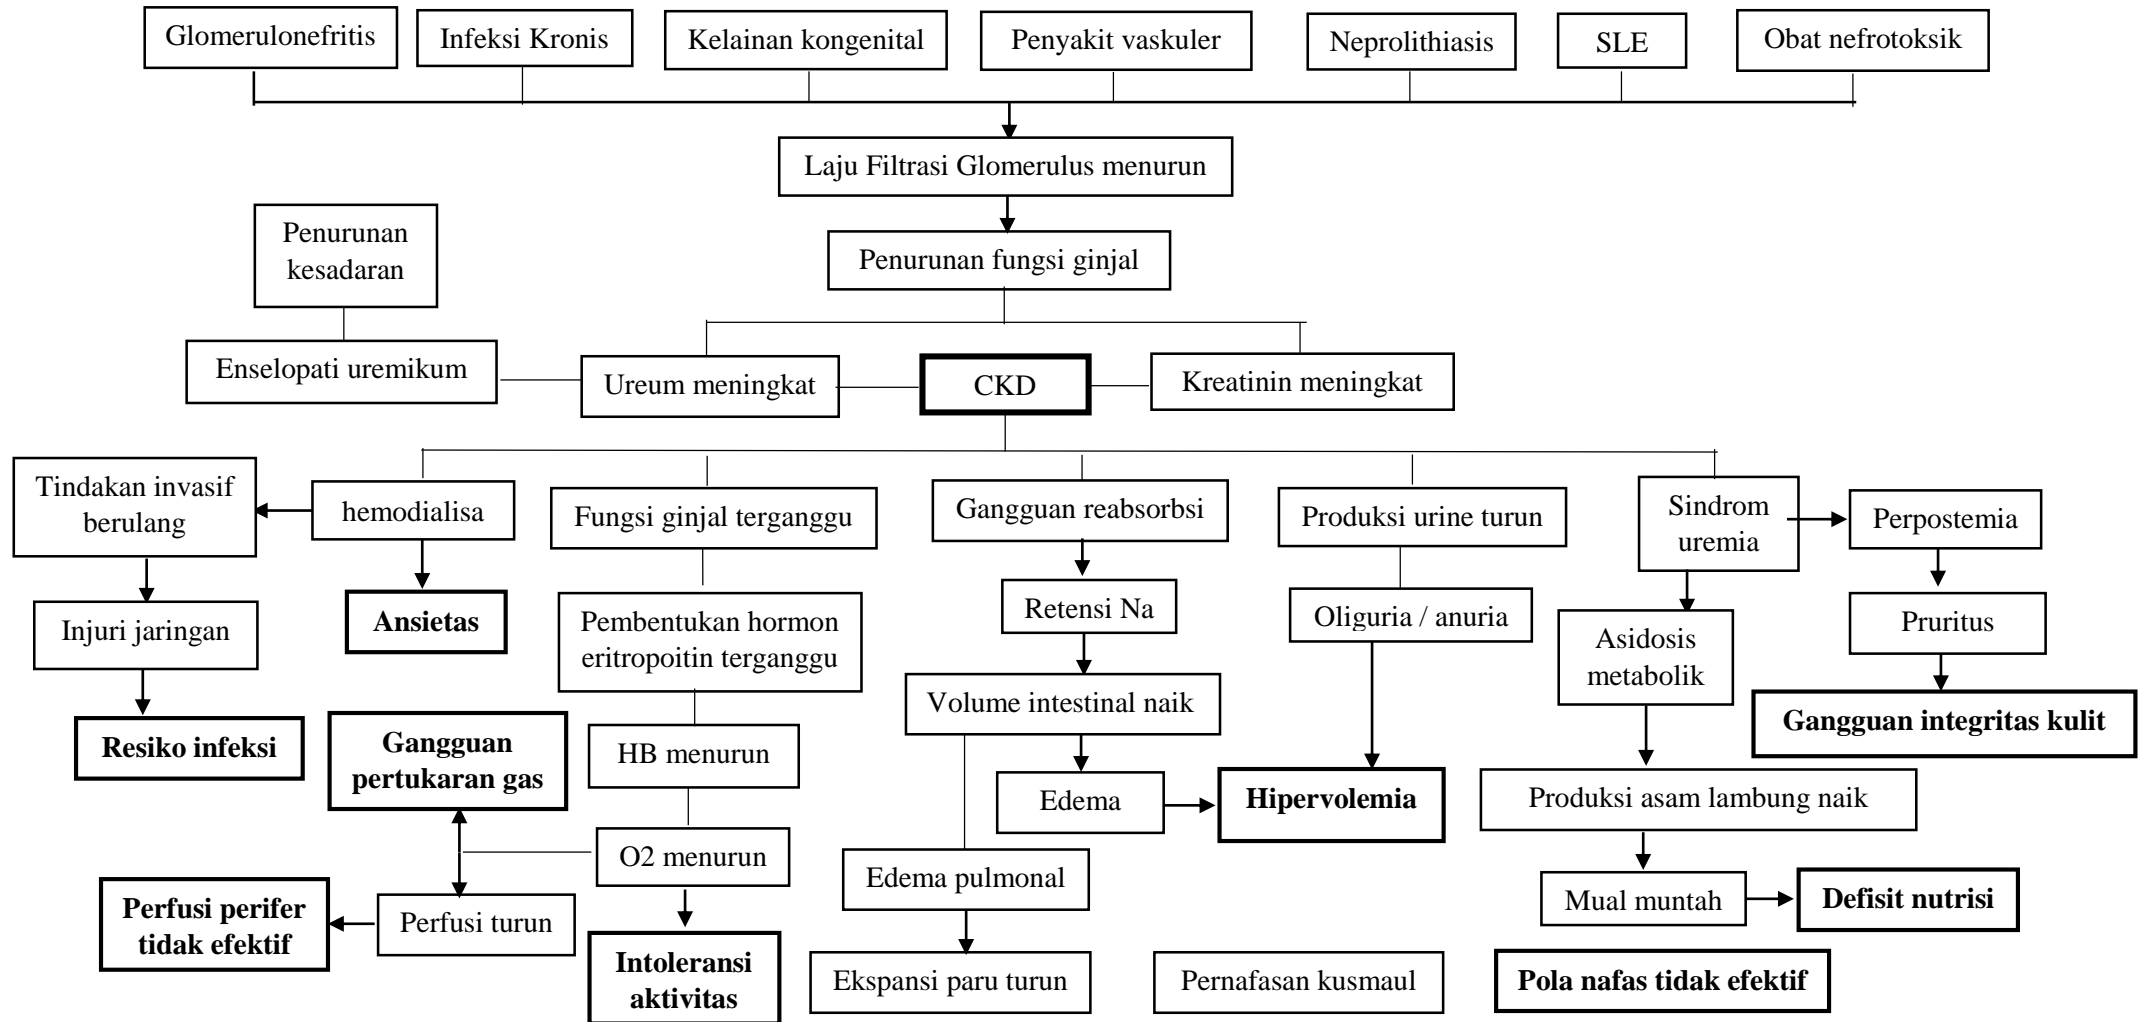 Glomerulonefritis
Infeksi Kronis
Kelainan kongenital
Penyakit vaskuler
Neprolithiasis
SLE
Obat nefrotoksik
Laju Filtrasi Glomerulus menurun
Penurunan
kesadaran
Penurunan fungsi ginjal
Enselopati uremikum
Ureum meningkat
CKD
Kreatinin meningkat
Tindakan invasif
berulang
hemodialisa
Fungsi ginjal terganggu
Gangguan reabsorbsi
Produksi urine turun
Sindrom
uremia
Perpostemia
Injuri jaringan
Ansietas
Pembentukan hormon
eritropoitin terganggu
Retensi Na
Oliguria / anuria
Asidosis
metabolik
Pruritus
Resiko infeksi
Gangguan
pertukaran gas
HB menurun
Volume intestinal naik
Gangguan integritas kulit
Edema
Hipervolemia
Produksi asam lambung naik
O2 menurun
Edema pulmonal
Mual muntah
Defisit nutrisi
Perfusi perifer
tidak efektif
Perfusi turun
Intoleransi
aktivitas
Ekspansi paru turun
Pernafasan kusmaul
Pola nafas tidak efektif